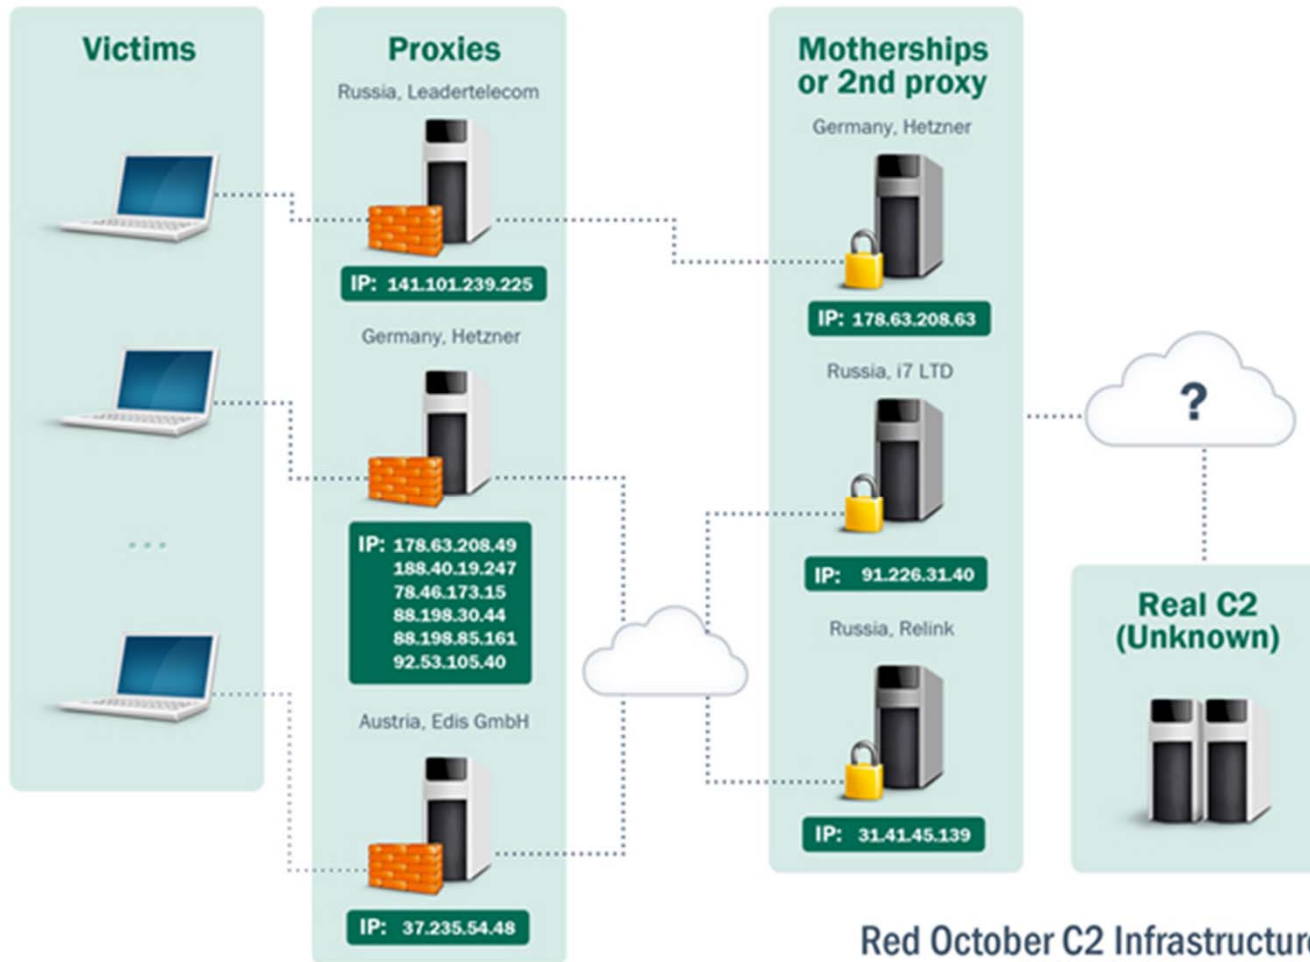 Victims
Proxies
Russia, Leadertelecom
IP: 141.101.239.225
Germany, Hetzner
IP: 178.63.208.49
188.40.19.247
78.46.173.15
88.198.30.44
88.198.85.161
92.53.105.40
Austria, Edis GmbH
IP: 37.235.54.48
Motherships
or 2nd proxy
Germany, Hetzner
IP: 178.63.208.63
Russia, i7 LTD
IP: 91.226.31.40
Russia, Relink
IP: 31.41.45.139
?
Real C2
(Unknown)
Red October C2 Infrastructure